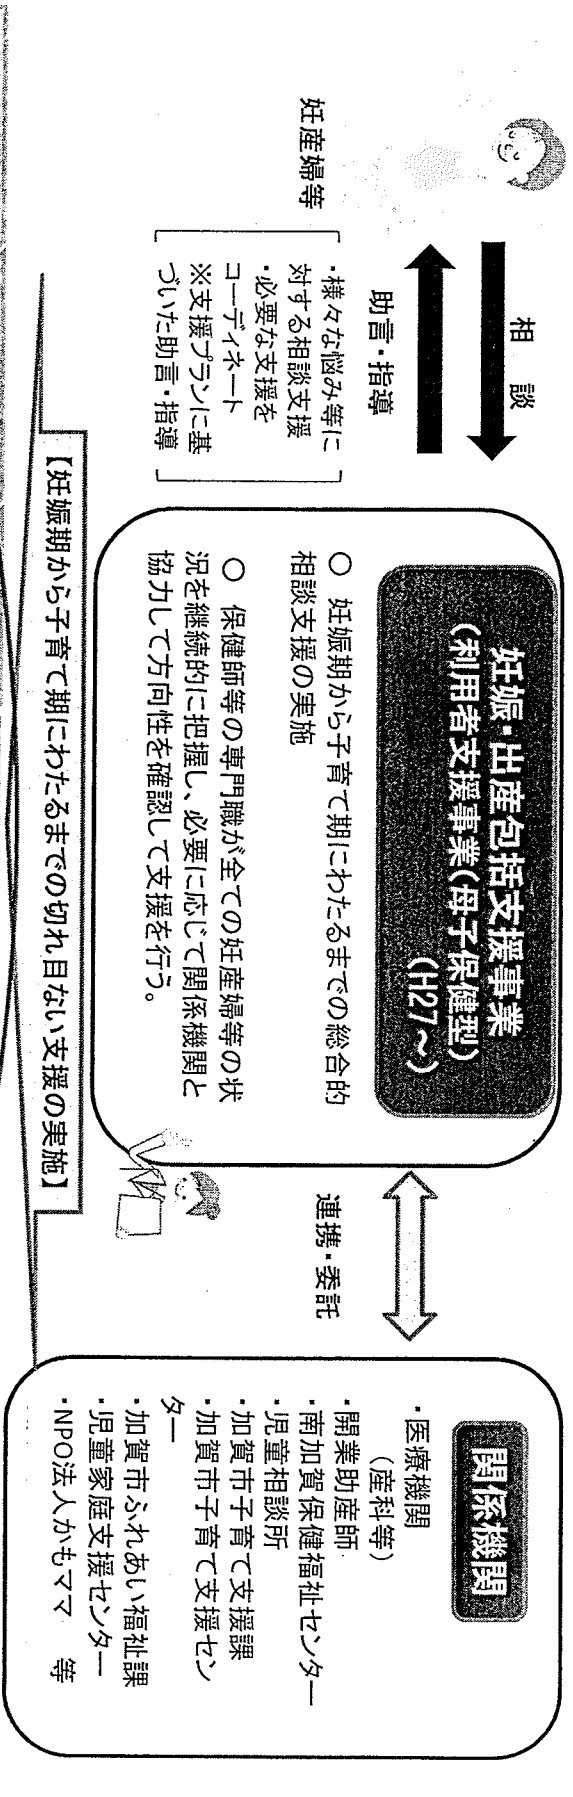 妊産婦等
相　談
助言・指導
・様々な悩み等に
対する相談支援
・必要な支援を
コーディネート
※支援プランに基
づいた助言・指導
妊娠・出産包括支援事業
(利用者支援事業(母子保健型)
(H27～)
○ 妊娠期から子育て期にわたるまでの総合的
相談支援の実施
○ 保健師等の専門職が全ての妊産婦等の状
況を継続的に把握し、必要に応じて関係機関と
協力して方向性を確認して支援を行う。
連携・委託
関係機関
・医療機関
(産科等)
・開業助産師
・南加賀保健福祉センター
・児童相談所
・加賀市子育て支援課
・加賀市子育て支援セン
ター
・加賀市ふれあい福祉課
・児童家庭支援センター
・NPO法人かもママ　等
【妊娠期から子育て期にわたるまでの切れ目ない支援の実施】